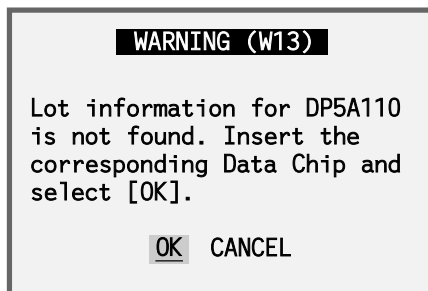 WARNING (W13)
Lot information for DP5A110
is not found. Insert the
corresponding Data Chip and
select [OK].
OK CANCEL